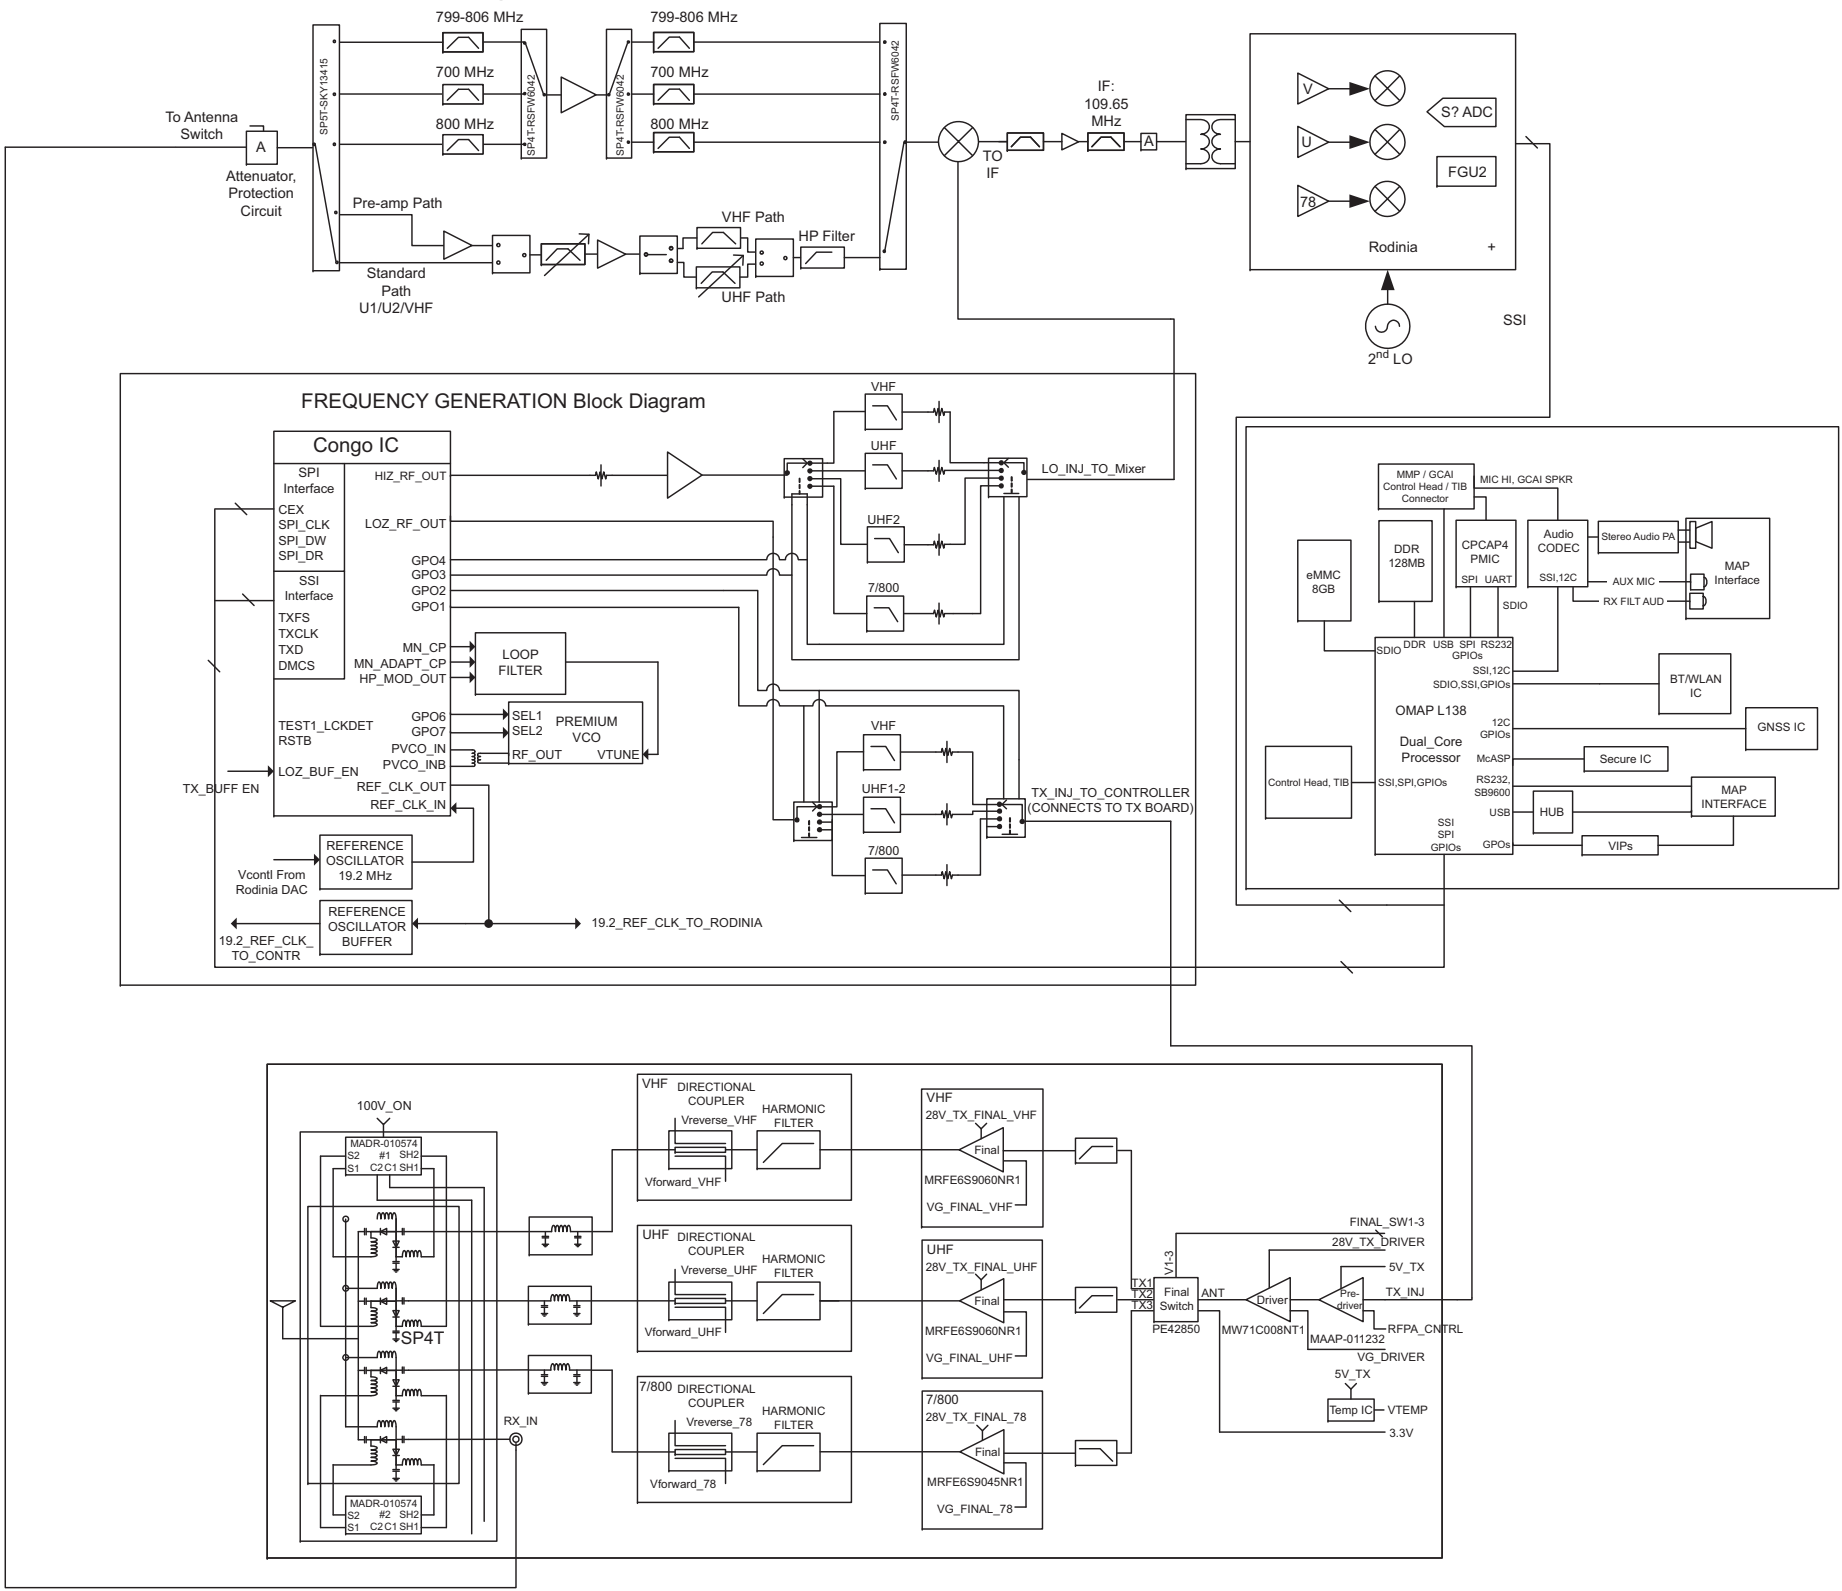 799-806 MHz
799-806 MHz
700 MHz
700 MHz
800 MHz
800 MHz
SP5T-SKY13415
SP4T-RSFW6042
SP4T-RSFW6042
SP4T-RSFW6042
To Antenna
Switch
A
Attenuator,
Protection
Circuit
Pre-amp Path
Standard
Path
U1/U2/VHF
VHF Path
UHF Path
HP Filter
TO
IF
IF:
109.65
MHz
A
V
U
78
S? ADC
FGU2
Rodinia
+
2nd LO
SSI
FREQUENCY GENERATION Block Diagram
Congo IC
SPI
Interface
CEX
SPI_CLK
SPI_DW
SPI_DR
SSI
Interface
TXFS
TXCLK
TXD
DMCS
TEST1_LCKDET
RSTB
LOZ_BUF_EN
TX_BUFF EN
HIZ_RF_OUT
LOZ_RF_OUT
GPO4
GPO3
GPO2
GPO1
MN_CP
MN_ADAPT_CP
HP_MOD_OUT
GPO6
GPO7
PVCO_IN
PVCO_INB
REF_CLK_OUT
REF_CLK_IN
LOOP
FILTER
SEL1
SEL2
PREMIUM
VCO
RF_OUT
VTUNE
REFERENCE
OSCILLATOR
19.2 MHz
Vcontl From
Rodinia DAC
REFERENCE
OSCILLATOR
BUFFER
19.2_REF_CLK_
TO_CONTR
19.2_REF_CLK_TO_RODINIA
VHF
UHF
UHF2
7/800
LO_INJ_TO_Mixer
VHF
UHF1-2
7/800
TX_INJ_TO_CONTROLLER
(CONNECTS TO TX BOARD)
MMP / GCAI
Control Head / TIB
Connector
MIC HI, GCAI SPKR
eMMC
8GB
DDR
128MB
CPCAP4
PMIC
SPI UART
SDIO
Audio
CODEC
SSI,12C
Stereo Audio PA
AUX MIC
RX FILT AUD
MAP
Interface
SDIO
DDR
USB
SPI
RS232
GPIOs
SSI,12C
SDIO,SSI,GPIOs
BT/WLAN
IC
OMAP L138
Dual_Core
Processor
12C
GPIOs
GNSS IC
McASP
Secure IC
Control Head, TIB
SSI,SPI,GPIOs
RS232,
SB9600
MAP
INTERFACE
USB
HUB
SSI
SPI
GPIOs
GPOs
VIPs
100V_ON
MADR-010574
S2 #1 SH2
S1 C2 C1 SH1
SP4T
MADR-010574
S2 #2 SH2
S1 C2 C1 SH1
RX_IN
VHF
DIRECTIONAL
COUPLER
Vreverse_VHF
HARMONIC
FILTER
Vforward_VHF
UHF
DIRECTIONAL
COUPLER
Vreverse_UHF
HARMONIC
FILTER
Vforward_UHF
7/800
DIRECTIONAL
COUPLER
Vreverse_78
HARMONIC
FILTER
Vforward_78
VHF
28V_TX_FINAL_VHF
Final
MRFE6S9060NR1
VG_FINAL_VHF
UHF
28V_TX_FINAL_UHF
Final
MRFE6S9060NR1
VG_FINAL_UHF
7/800
28V_TX_FINAL_78
Final
MRFE6S9045NR1
VG_FINAL_78
V1-3
TX1
TX2
TX3
Final
Switch
PE42850
ANT
Driver
MW71C008NT1
Pre-
driver
MAAP-011232
FINAL_SW1-3
28V_TX_DRIVER
5V_TX
TX_INJ
RFPA_CNTRL
VG_DRIVER
5V_TX
Temp IC
VTEMP
3.3V